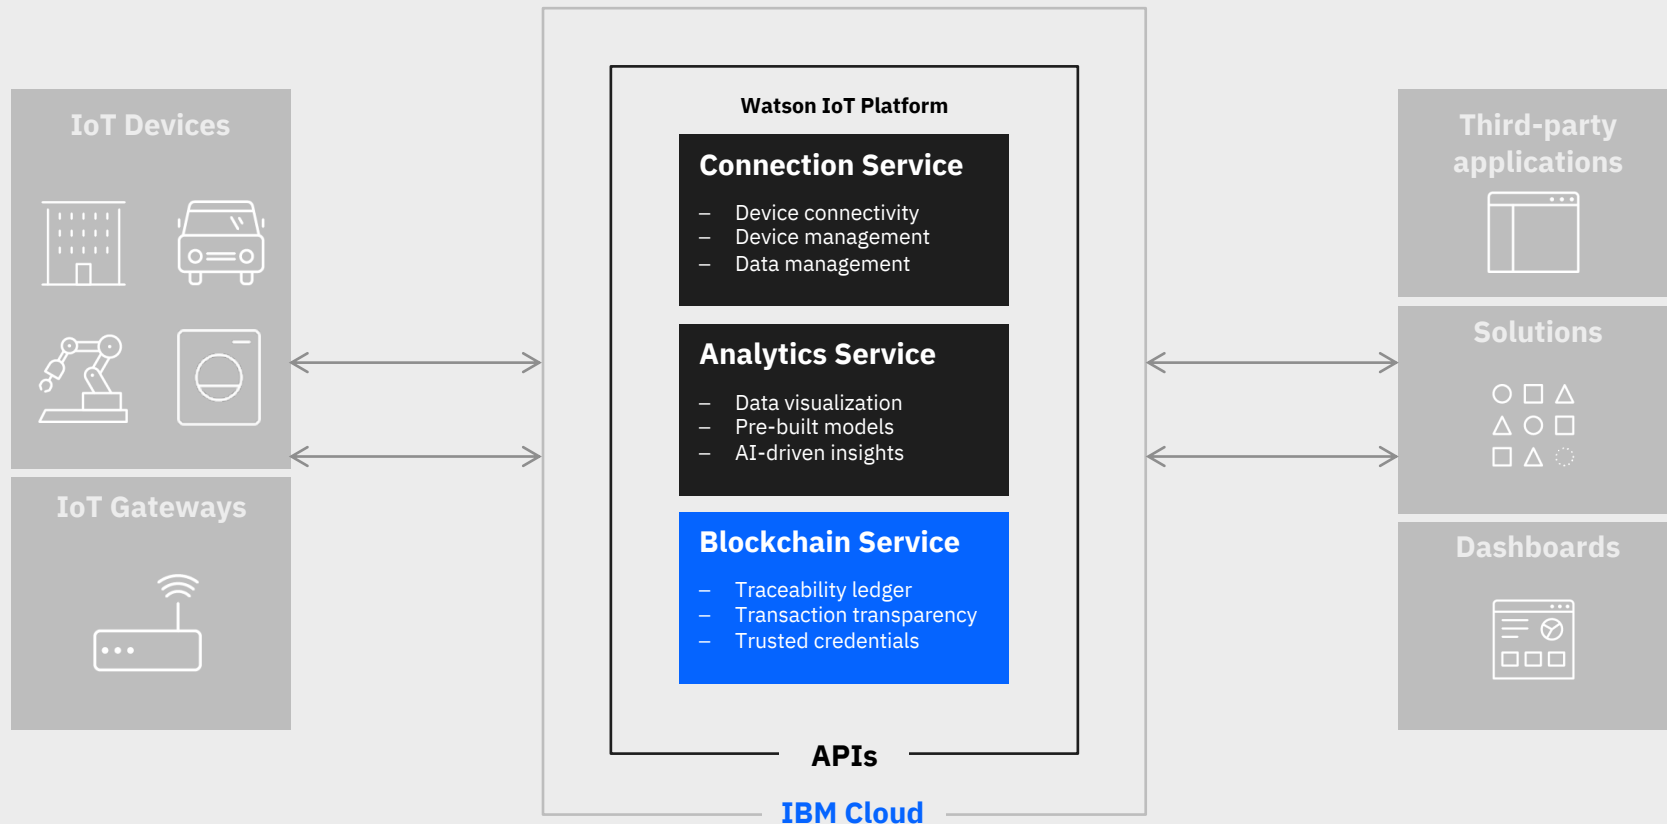 IoT Devices
IoT Gateways
Watson IoT Platform
Connection Service
– Device connectivity
– Device management
– Data management
Analytics Service
– Data visualization
– Pre-built models
– AI-driven insights
Blockchain Service
– Traceability ledger
– Transaction transparency
– Trusted credentials
APIs
IBM Cloud
Third-party
applications
Solutions
Dashboards